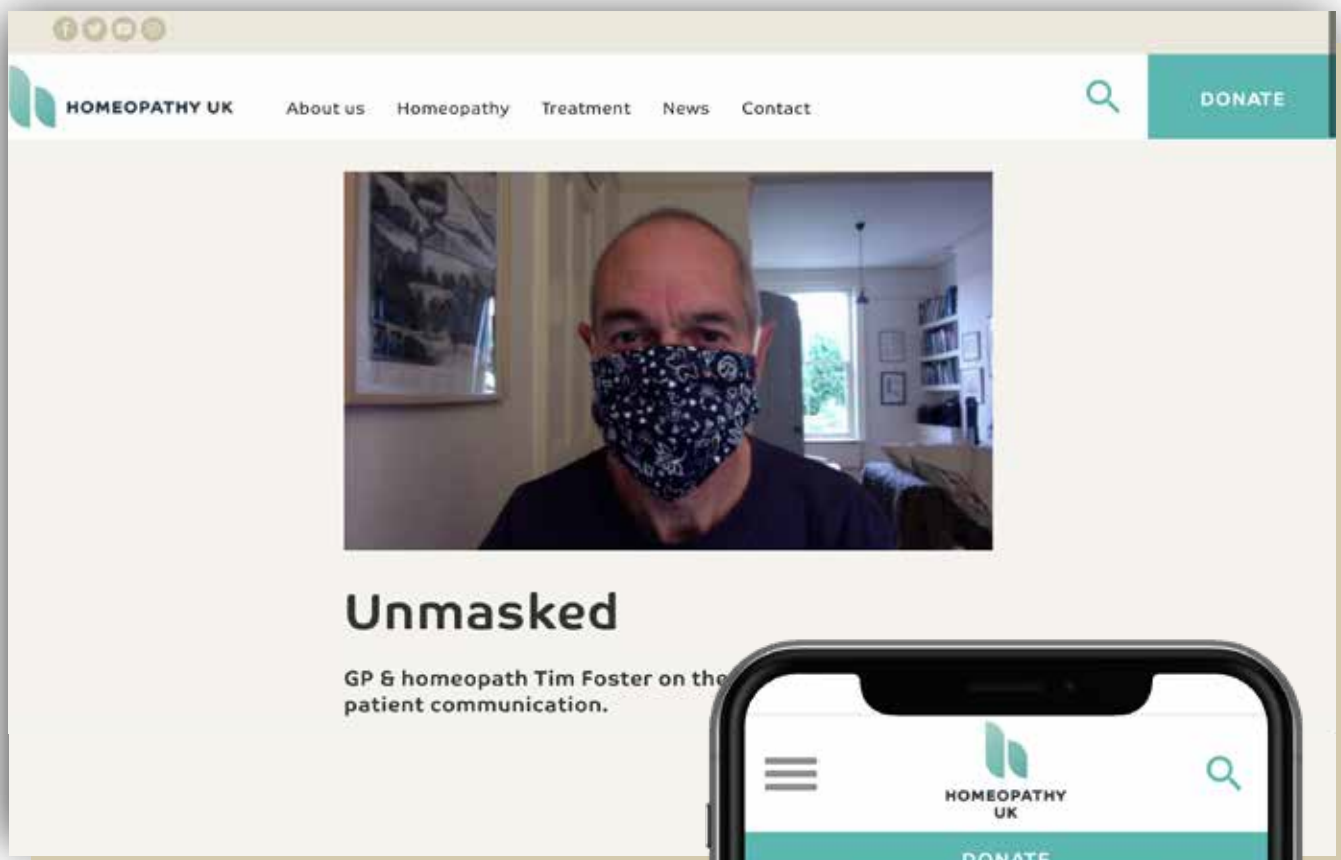 HOMEOPATHY UK
About us Homeopathy Treatment News Contact
DONATE
Unmasked
GP & homeopath Tim Foster on the
patient communication.
HOMEOPATHY
UK
DONATE